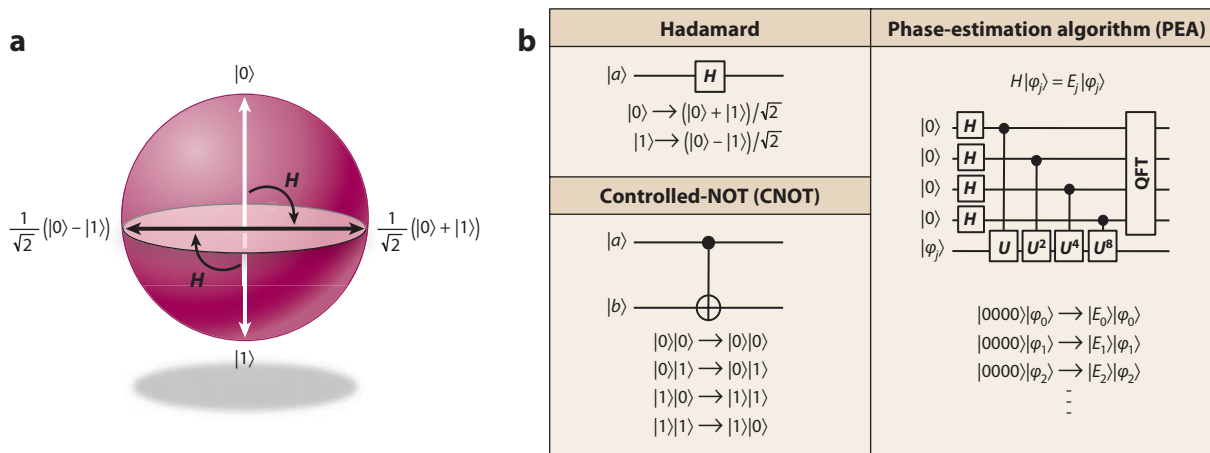 a
|0⟩
H
1/√2 (|0⟩ − |1⟩)
1/√2 (|0⟩ + |1⟩)
H
|1⟩
b
Hadamard
|a⟩ H
|0⟩ → (|0⟩ + |1⟩)/√2
|1⟩ → (|0⟩ − |1⟩)/√2
Controlled-NOT (CNOT)
|a⟩
|b⟩
|0⟩|0⟩ → |0⟩|0⟩
|0⟩|1⟩ → |0⟩|1⟩
|1⟩|0⟩ → |1⟩|1⟩
|1⟩|1⟩ → |1⟩|0⟩
Phase-estimation algorithm (PEA)
H|φj⟩ = Ej|φj⟩
|0⟩ H
|0⟩ H
|0⟩ H
|0⟩ H
QFT
|φj⟩ U U² U⁴ U⁸
|0000⟩|φ₀⟩ → |E₀⟩|φ₀⟩
|0000⟩|φ₁⟩ → |E₁⟩|φ₁⟩
|0000⟩|φ₂⟩ → |E₂⟩|φ₂⟩